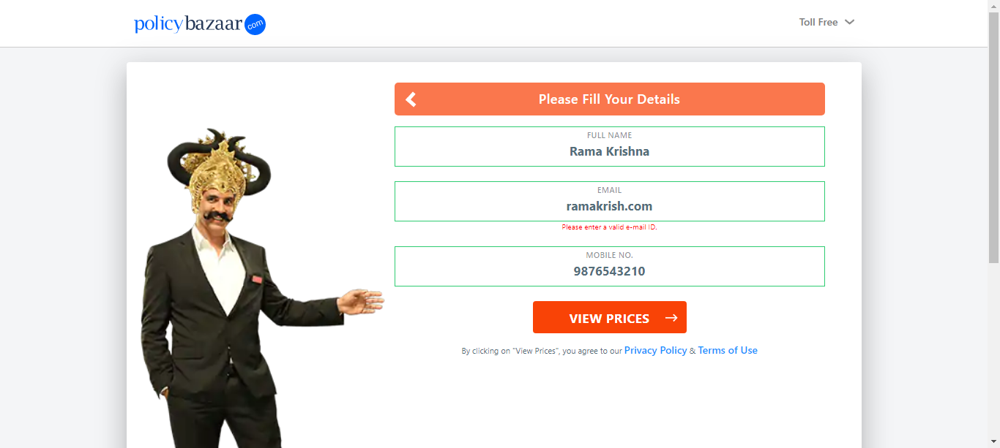 policybazaar.com
Toll Free
Please Fill Your Details
FULL NAME
Rama Krishna
EMAIL
ramakrish.com
Please enter a valid e-mail ID.
MOBILE NO.
9876543210
VIEW PRICES →
By clicking on "View Prices", you agree to our Privacy Policy & Terms of Use